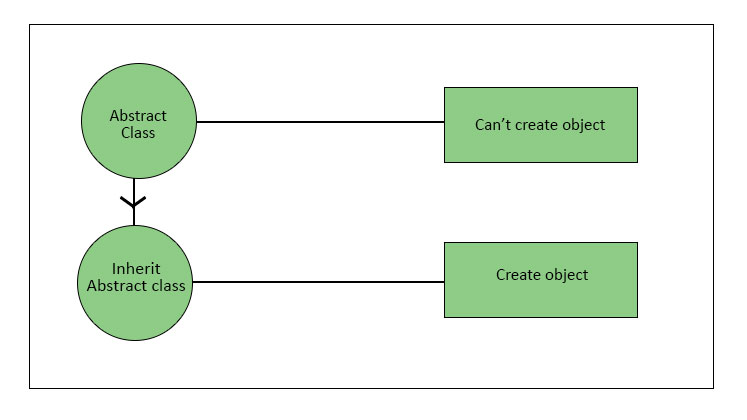 Abstract
Class
Can’t create object
Inherit
Abstract class
Create object